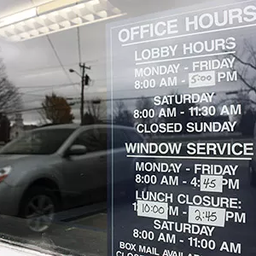 OFFICE HOURS
LOBBY HOURS
MONDAY - FRIDAY
8:00 AM - 5:00 PM
SATURDAY
8:00 AM - 11:30 AM
CLOSED SUNDAY
WINDOW SERVICE
MONDAY - FRIDAY
8:00 AM - 4:45 PM
LUNCH CLOSURE:
10:00 M - 2:45 PM
SATURDAY
8:00 AM - 11:00 AM
BOX MAIL AVAILA